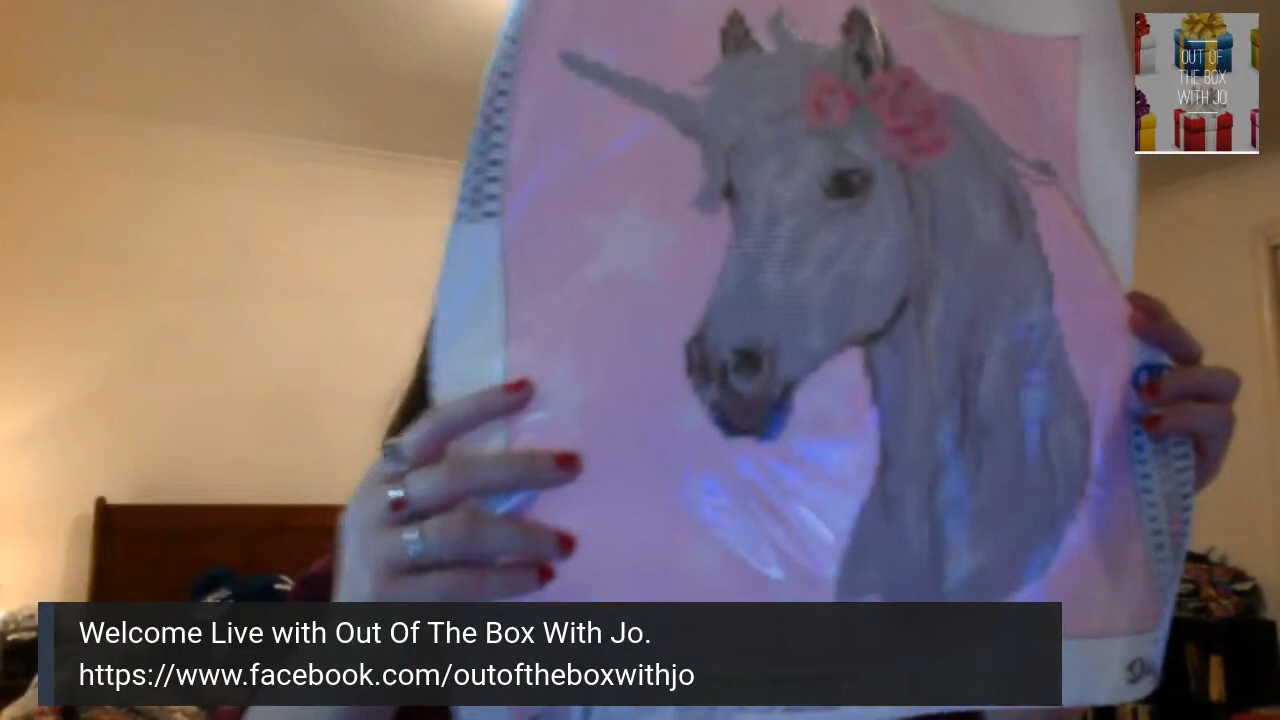 OUT OF
THE BOX
WITH JO
Welcome Live with Out Of The Box With Jo.
https://www.facebook.com/outoftheboxwithjo